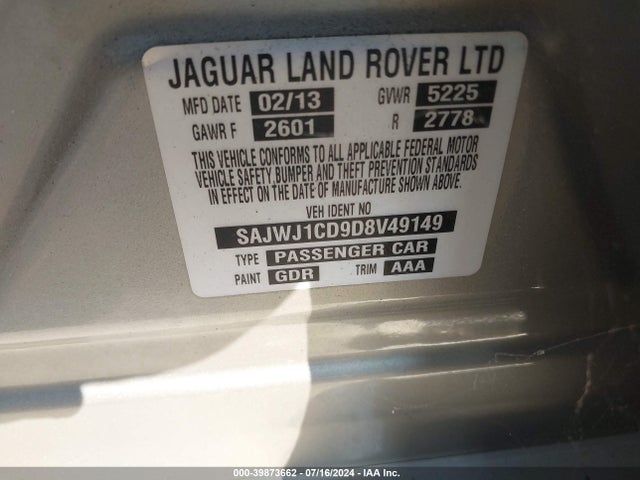 JAGUAR LAND ROVER LTD
MFD DATE 02/13 GVWR 5225
GAWR F 2601 R 2778
THIS VEHICLE CONFORMS TO ALL APPLICABLE FEDERAL MOTOR
VEHICLE SAFETY, BUMPER AND THEFT PREVENTION STANDARDS
IN EFFECT ON THE DATE OF MANUFACTURE SHOWN ABOVE.
VEH IDENT NO
SAJWJ1CD9D8V49149
TYPE PASSENGER CAR
PAINT GDR TRIM AAA
000-39873662 - 07/16/2024 - IAA Inc.